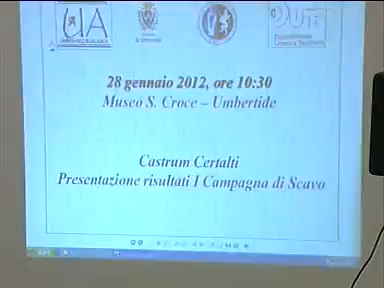 UA
28 gennaio 2012, ore 10:30
Museo S. Croce – Umbertide
Castrum Certalti
Presentazione risultati I Campagna di Scavo